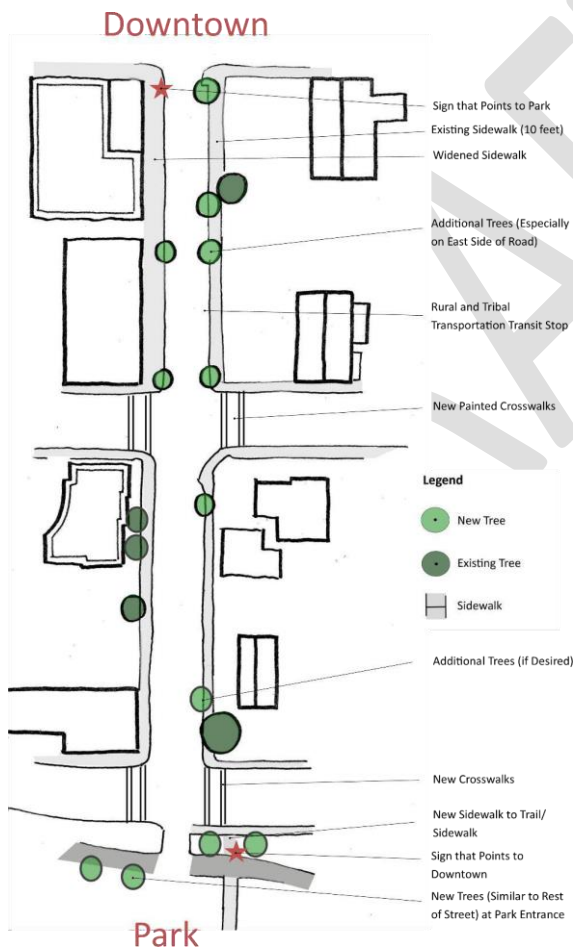 Downtown
Sign that Points to Park
Existing Sidewalk (10 feet)
Widened Sidewalk
Additional Trees (Especially
on East Side of Road)
Rural and Tribal
Transportation Transit Stop
New Painted Crosswalks
Legend
New Tree
Existing Tree
Sidewalk
Additional Trees (if Desired)
New Crosswalks
New Sidewalk to Trail/
Sidewalk
Sign that Points to
Downtown
New Trees (Similar to Rest
of Street) at Park Entrance
Park